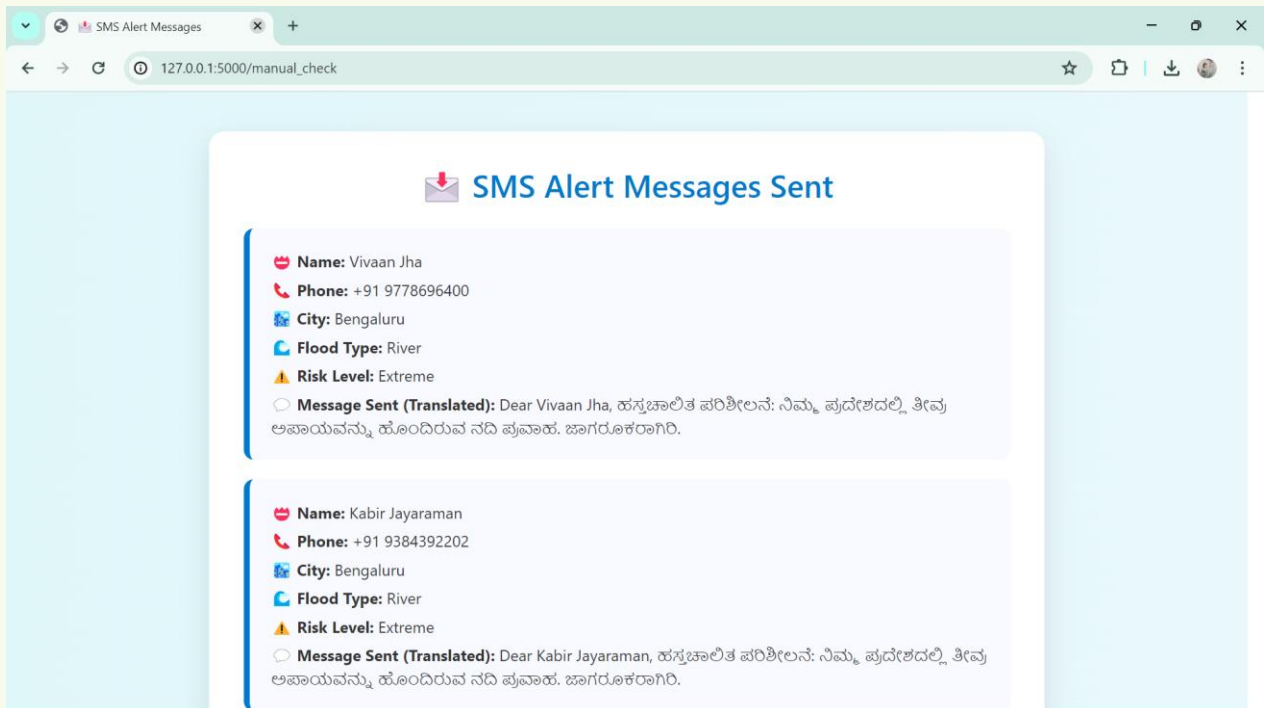 SMS Alert Messages
127.0.0.1:5000/manual_check
SMS Alert Messages Sent
Name: Vivaan Jha
Phone: +91 9778696400
City: Bengaluru
Flood Type: River
Risk Level: Extreme
Message Sent (Translated): Dear Vivaan Jha, ಹಸ್ತಚಾಲಿತ ಪರಿಶೀಲನೆ: ನಿಮ್ಮ ಪ್ರದೇಶದಲ್ಲಿ ತೀವ್ರ
ಅಪಾಯವನ್ನು ಹೊಂದಿರುವ ನದಿ ಪ್ರವಾಹ. ಜಾಗರೂಕರಾಗಿರಿ.
Name: Kabir Jayaraman
Phone: +91 9384392202
City: Bengaluru
Flood Type: River
Risk Level: Extreme
Message Sent (Translated): Dear Kabir Jayaraman, ಹಸ್ತಚಾಲಿತ ಪರಿಶೀಲನೆ: ನಿಮ್ಮ ಪ್ರದೇಶದಲ್ಲಿ ತೀವ್ರ
ಅಪಾಯವನ್ನು ಹೊಂದಿರುವ ನದಿ ಪ್ರವಾಹ. ಜಾಗರೂಕರಾಗಿರಿ.